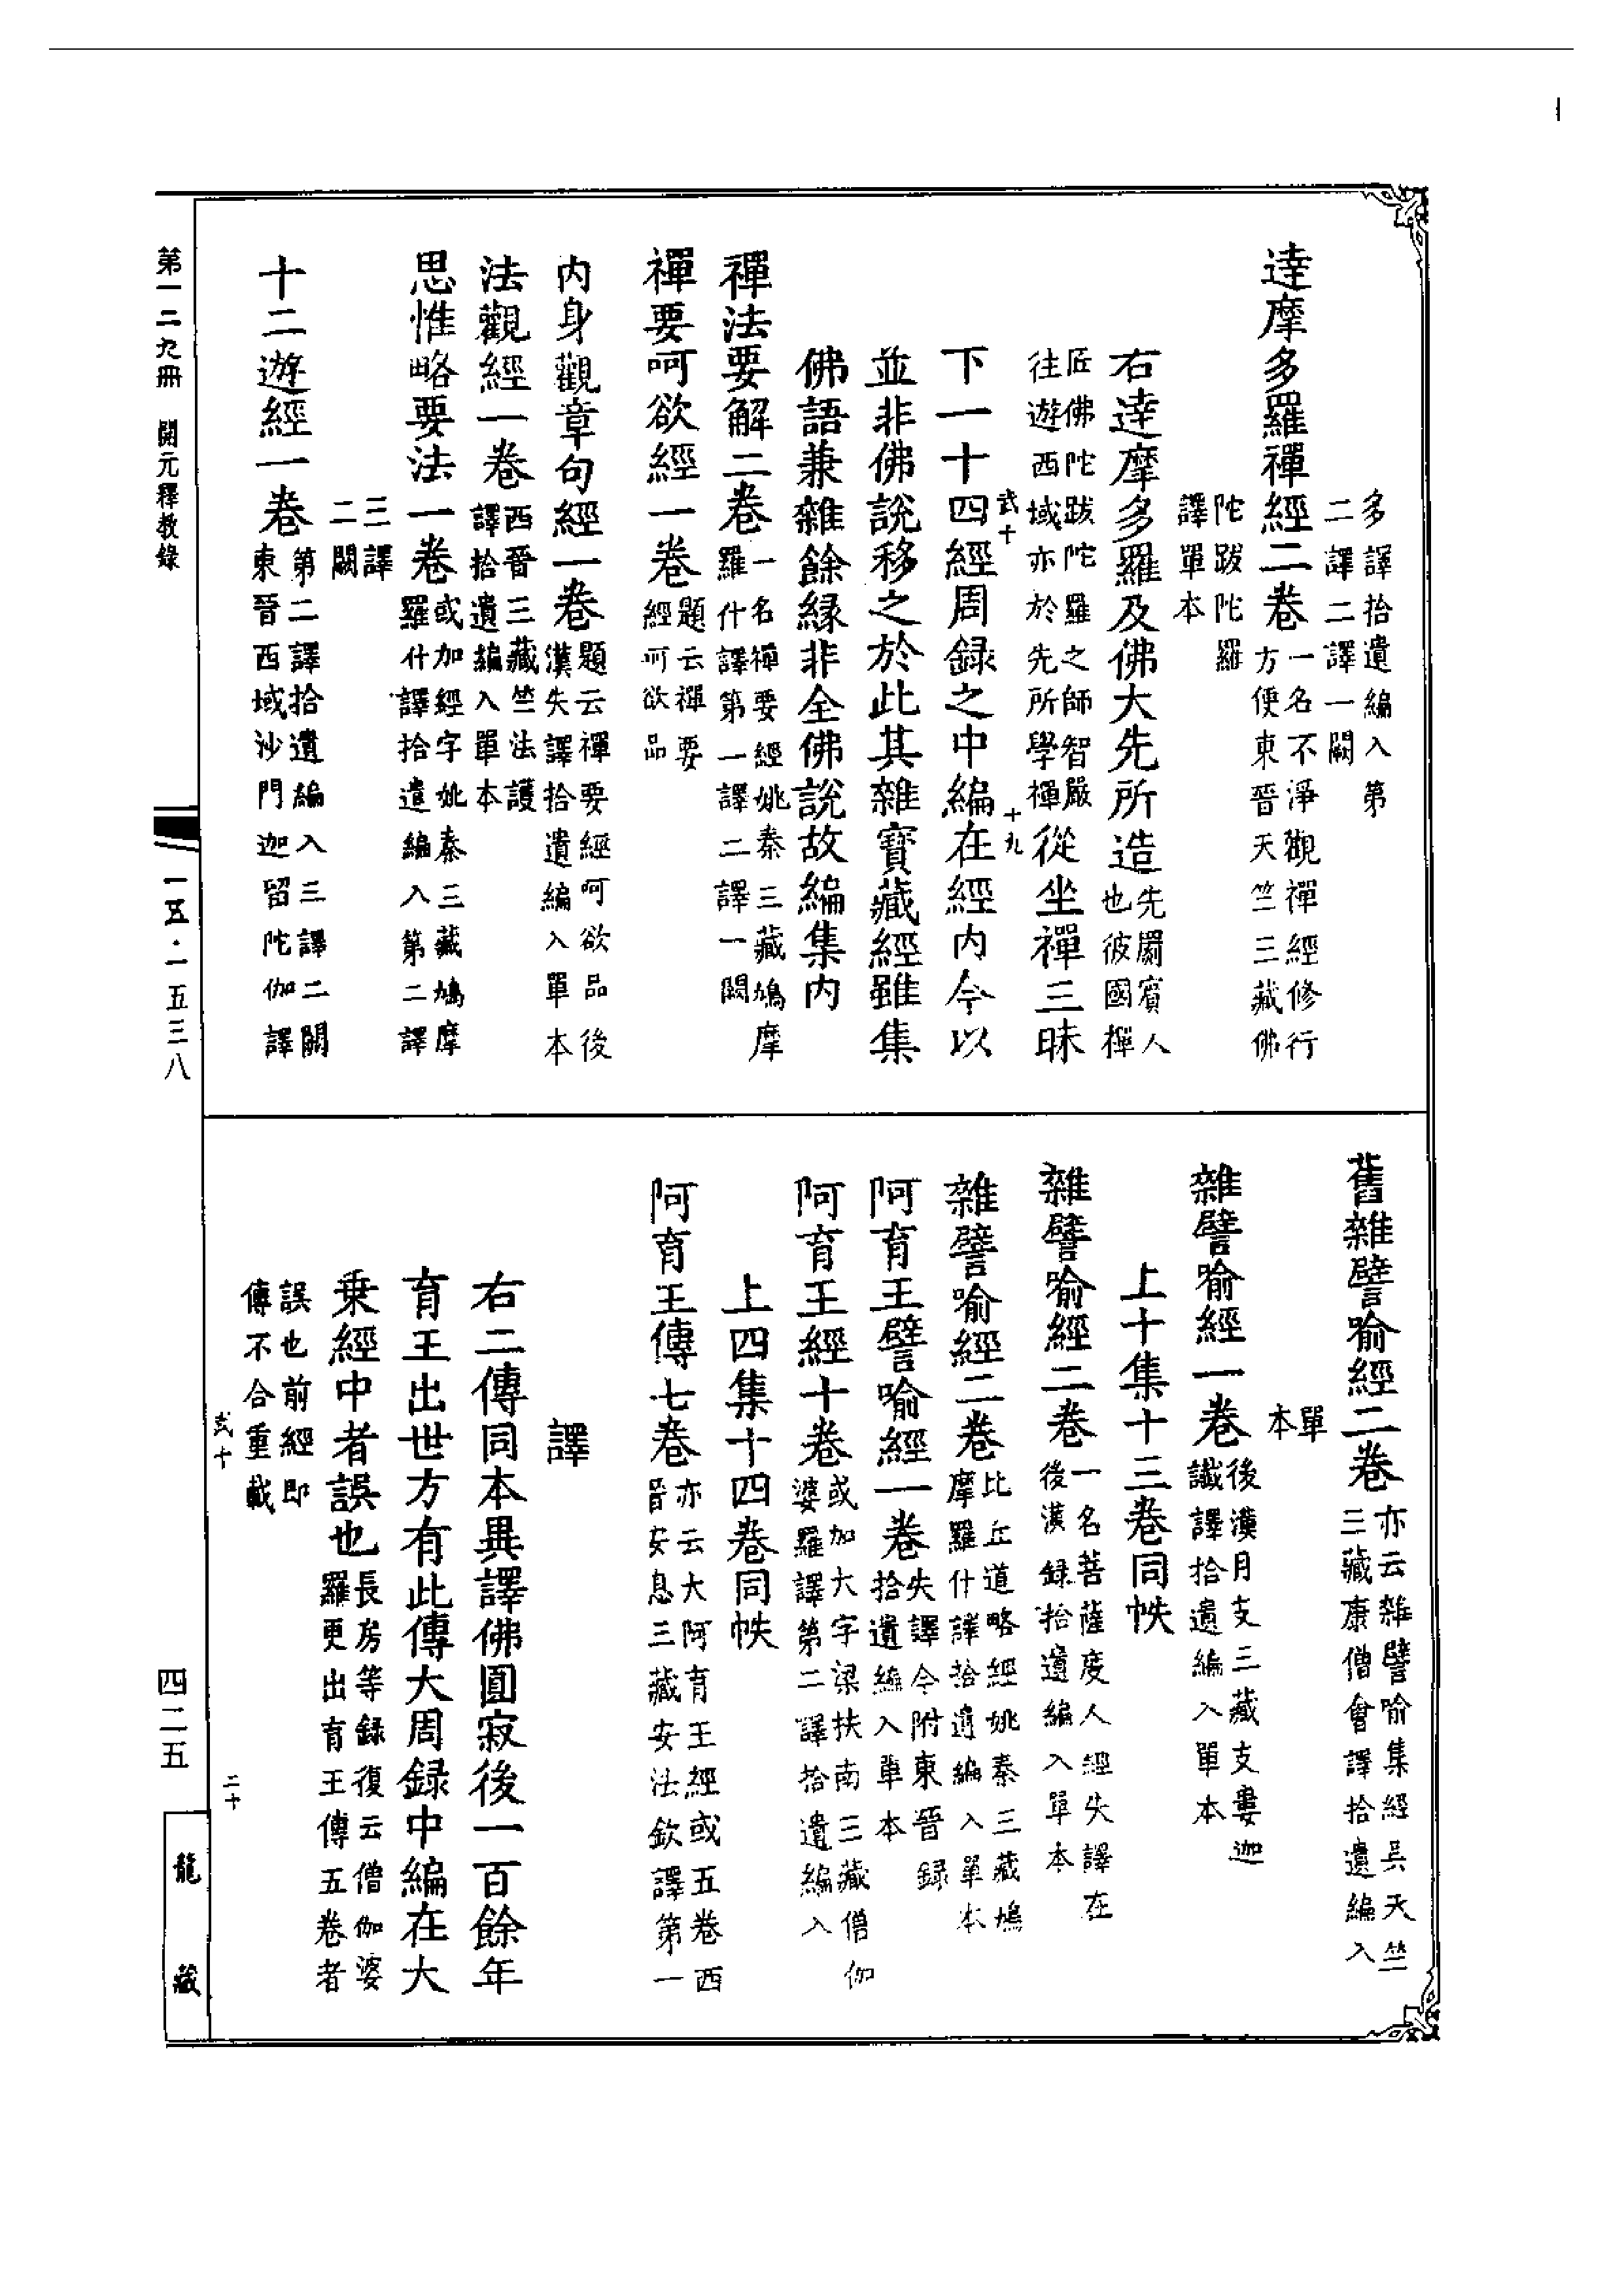 多譯拾遺編入第
二譯二譯一闕
達摩多羅禪經二卷一名不淨觀禪經修行
方便東晉天竺三藏佛
陀跋陀羅
譯單本
右達摩多羅及佛大先所造先罽賓人
也彼國禪
匠佛陀跋陀羅之師智嚴
往遊西域亦於先所學禪從坐禪三昧
弐十
十九
下一十四經周録之中編在經内今以
並非佛說移之於此其雜寶藏經雖集
佛語兼雜餘縁非全佛說故編集内
禪法要解二卷一名禪要經姚秦三藏鳩摩
羅什譯第一譯二譯一闕
禪要呵欲經一卷題云禪要
經呵欲品
内身觀章句經一卷題云禪要經呵欲品後
漢失譯拾遺編入單本
法觀經一卷西晉三藏竺法護
譯拾遺編入單本
思惟略要法一卷或加經字姚秦三藏鳩摩
羅什譯拾遺編入第二譯
三譯
二闕
十二遊經一卷第二譯拾遺編入三譯二闕
東晉西域沙門迦留陀伽譯
舊雜譬喻經二卷亦云雜譬喻集經吳天竺
三藏康僧會譯拾遺編入
單
本
雜譬喻經一卷後漢月支三藏支婁迦
讖譯拾遺編入單本
上十集十三卷同帙
雜譬喻經二卷一名菩薩度人經失譯在
後漢録拾遺編入單本
雜譬喻經二卷比丘道略經姚秦三藏鳩
摩羅什譯拾遺編入單本
阿育王譬喻經一卷失譯今附東晉録
拾遺編入單本
阿育王經十卷或加大字梁扶南三藏僧伽
婆羅譯第二譯拾遺編入
上四集十四卷同帙
阿育王傳七卷亦云大阿育王經或五卷西
晉安息三藏安法欽譯第一
譯
右二傳同本異譯佛圓寂後一百餘年
育王出世方有此傳大周録中編在大
乗經中者誤也長房等録復云僧伽婆
羅更出育王傳五卷者
誤也前經即
傳不合重載
弐十
二十
第一二九冊 開元釋教錄
一五·一五三八
四二五
龍藏